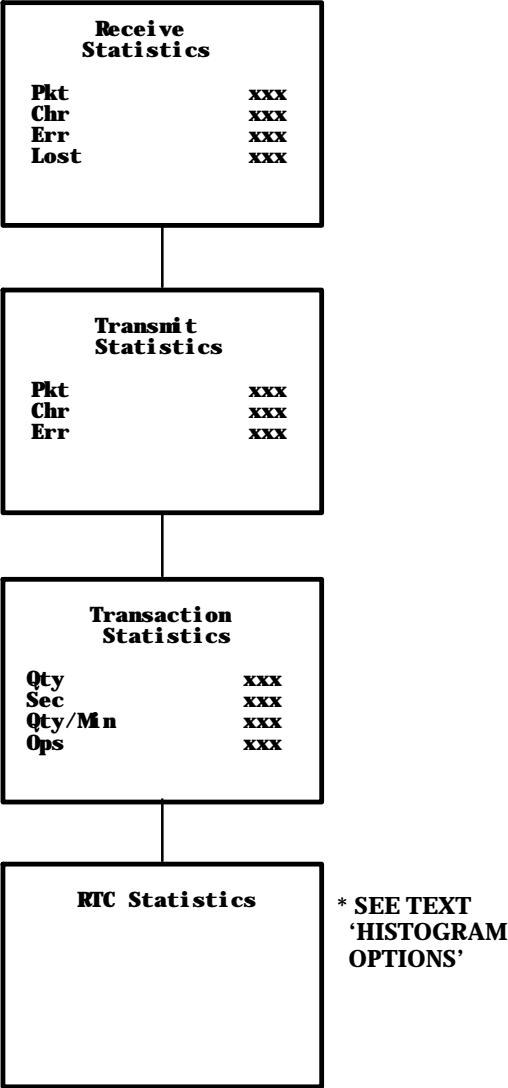 Receive
Statistics
Pkt xxx
Chr xxx
Err xxx
Lost xxx
Transmit
Statistics
Pkt xxx
Chr xxx
Err xxx
Transaction
Statistics
Qty xxx
Sec xxx
Qty/Min xxx
Ops xxx
RTC Statistics
* SEE TEXT
‘HISTOGRAM
OPTIONS’